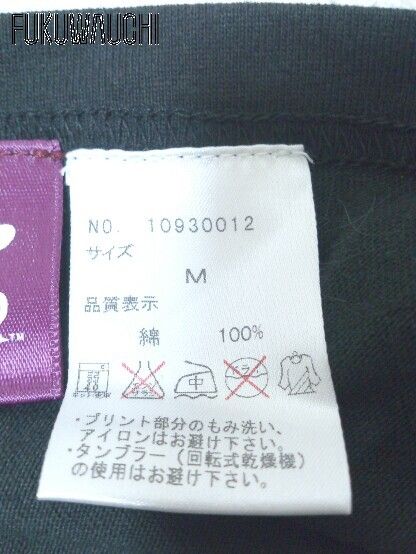 FUKUWAUCHI
NO. 10930012
サイズ
M
品質表示
綿 100%
中
・プリント部分のもみ洗い、
アイロンはお避け下さい。
・タンブラー（回転式乾燥機）
の使用はお避け下さい。
TM